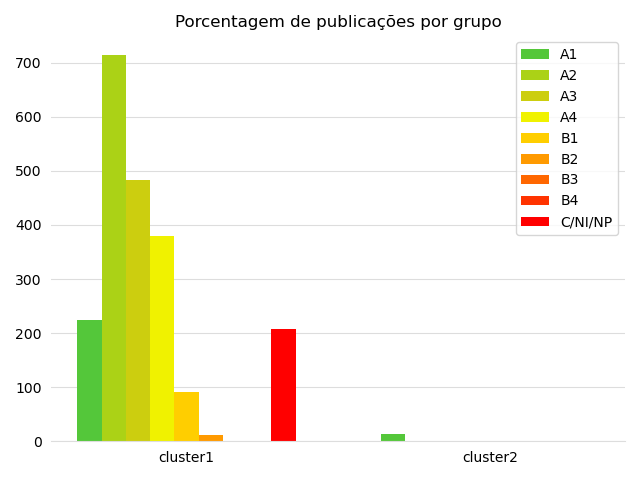 Porcentagem de publicações por grupo
A1
A2
A3
A4
B1
B2
B3
B4
C/NI/NP
700
600
500
400
300
200
100
0
cluster1
cluster2